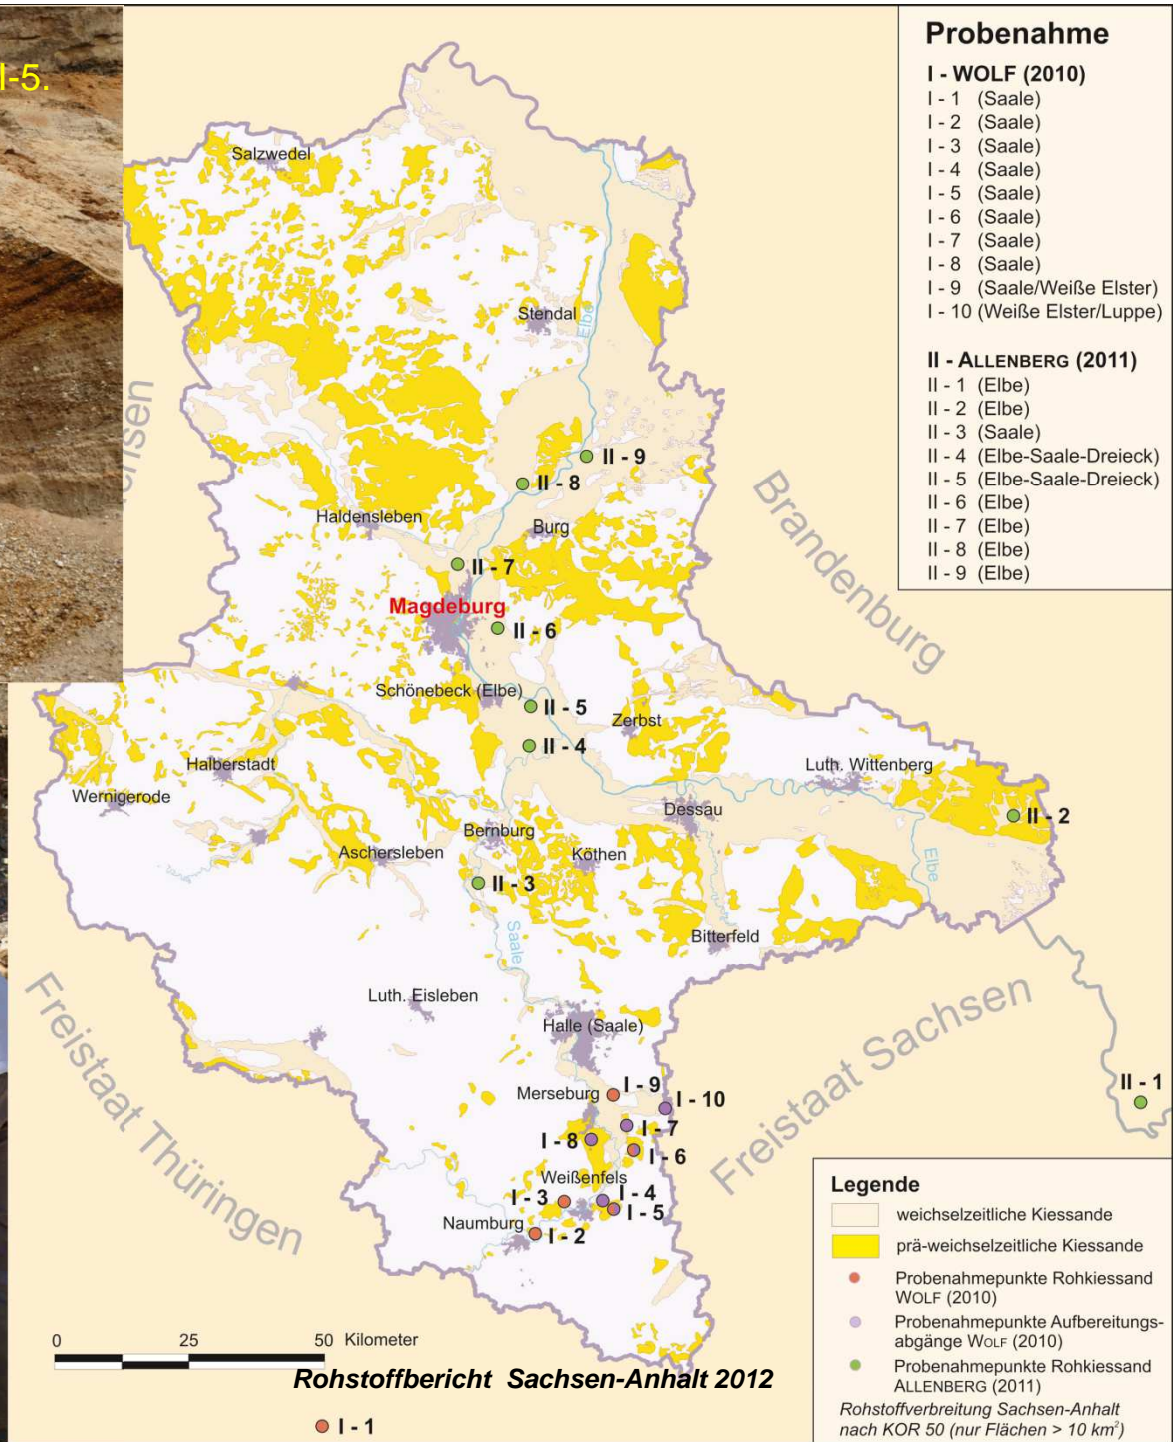 I-5.
Probenahme
I - WOLF (2010)
I - 1 (Saale)
I - 2 (Saale)
I - 3 (Saale)
I - 4 (Saale)
I - 5 (Saale)
I - 6 (Saale)
I - 7 (Saale)
I - 8 (Saale)
I - 9 (Saale/Weiße Elster)
I - 10 (Weiße Elster/Luppe)
II - ALLENBERG (2011)
II - 1 (Elbe)
II - 2 (Elbe)
II - 3 (Saale)
II - 4 (Elbe-Saale-Dreieck)
II - 5 (Elbe-Saale-Dreieck)
II - 6 (Elbe)
II - 7 (Elbe)
II - 8 (Elbe)
II - 9 (Elbe)
Salzwedel
Stendal
Elbe
II - 9
II - 8
Haldensleben
Burg
Brandenburg
II - 7
Magdeburg
II - 6
Schönebeck (Elbe)
II - 5
Zerbst
II - 4
Halberstadt
Luth. Wittenberg
Wernigerode
Dessau
II - 2
Bernburg
Aschersleben
Köthen
Elbe
II - 3
Saale
Bitterfeld
Luth. Eisleben
Halle (Saale)
Freistaat Thüringen
Freistaat Sachsen
II - 1
Merseburg
I - 9
I - 10
I - 7
I - 8
I - 6
Weißenfels
I - 3
I - 4
I - 5
Naumburg
I - 2
0 25 50 Kilometer
Rohstoffbericht Sachsen-Anhalt 2012
I - 1
Legende
weichselzeitliche Kiessande
prä-weichselzeitliche Kiessande
Probenahmepunkte Rohkiessand
WOLF (2010)
Probenahmepunkte Aufbereitungs-
abgänge WOLF (2010)
Probenahmepunkte Rohkiessand
ALLENBERG (2011)
Rohstoffverbreitung Sachsen-Anhalt
nach KOR 50 (nur Flächen > 10 km²)